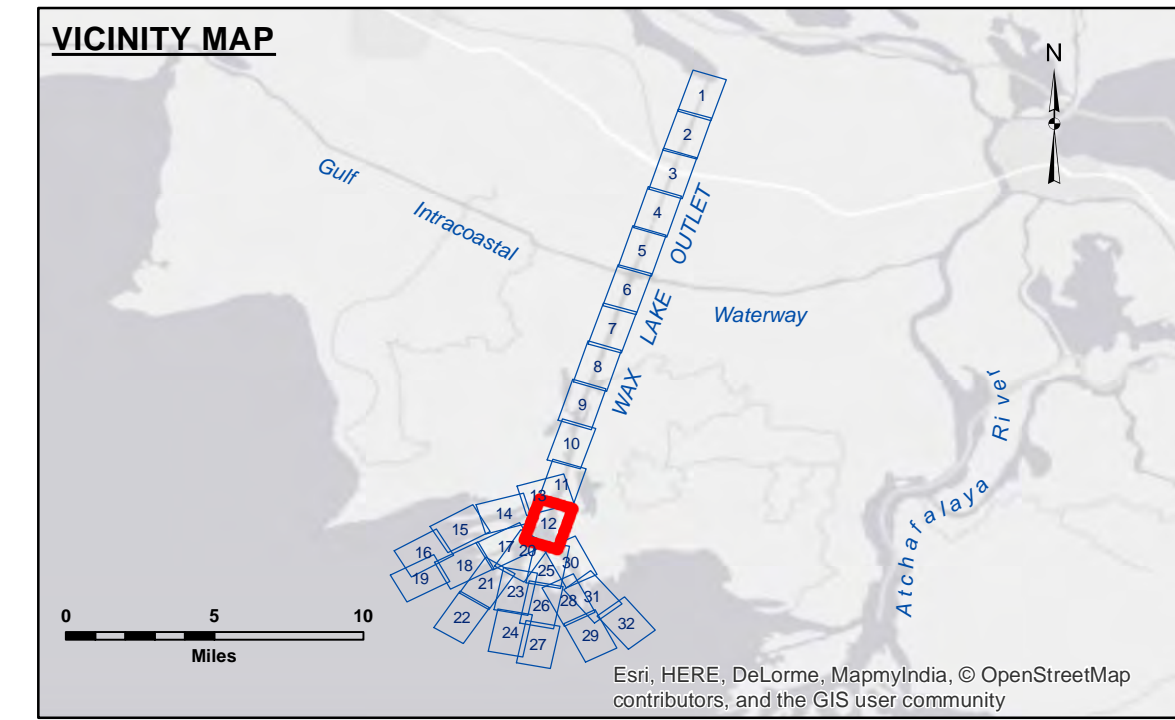 VICINITY MAP
N
1
2
3
4
5
6
7
8
9
10
11
13
12
14
15
16
17
20
18
19
21
22
23
24
25
26
27
28
29
30
31
32
Gulf
Intracoastal
Waterway
WAX LAKE OUTLET
Atchafalaya River
0 5 10
Miles
Esri, HERE, DeLorme, MapmyIndia, © OpenStreetMap
contributors, and the GIS user community